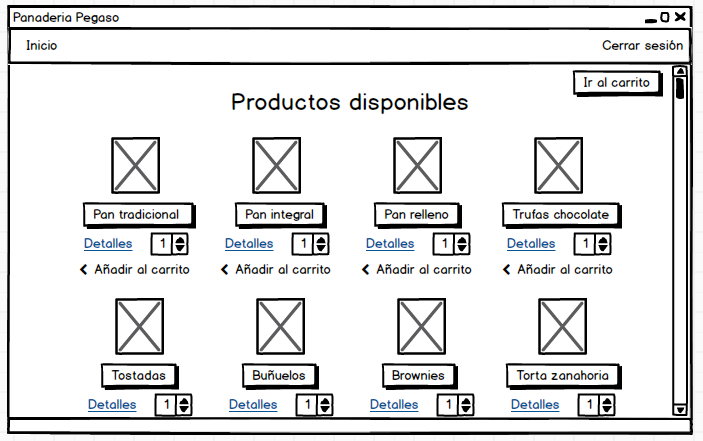 Panaderia Pegaso
Inicio Cerrar sesión
Ir al carrito
Productos disponibles
Pan tradicional Pan integral Pan relleno Trufas chocolate
Detalles 1 Detalles 1 Detalles 1 Detalles 1
Añadir al carrito Añadir al carrito Añadir al carrito Añadir al carrito
Tostadas Buñuelos Brownies Torta zanahoria
Detalles 1 Detalles 1 Detalles 1 Detalles 1